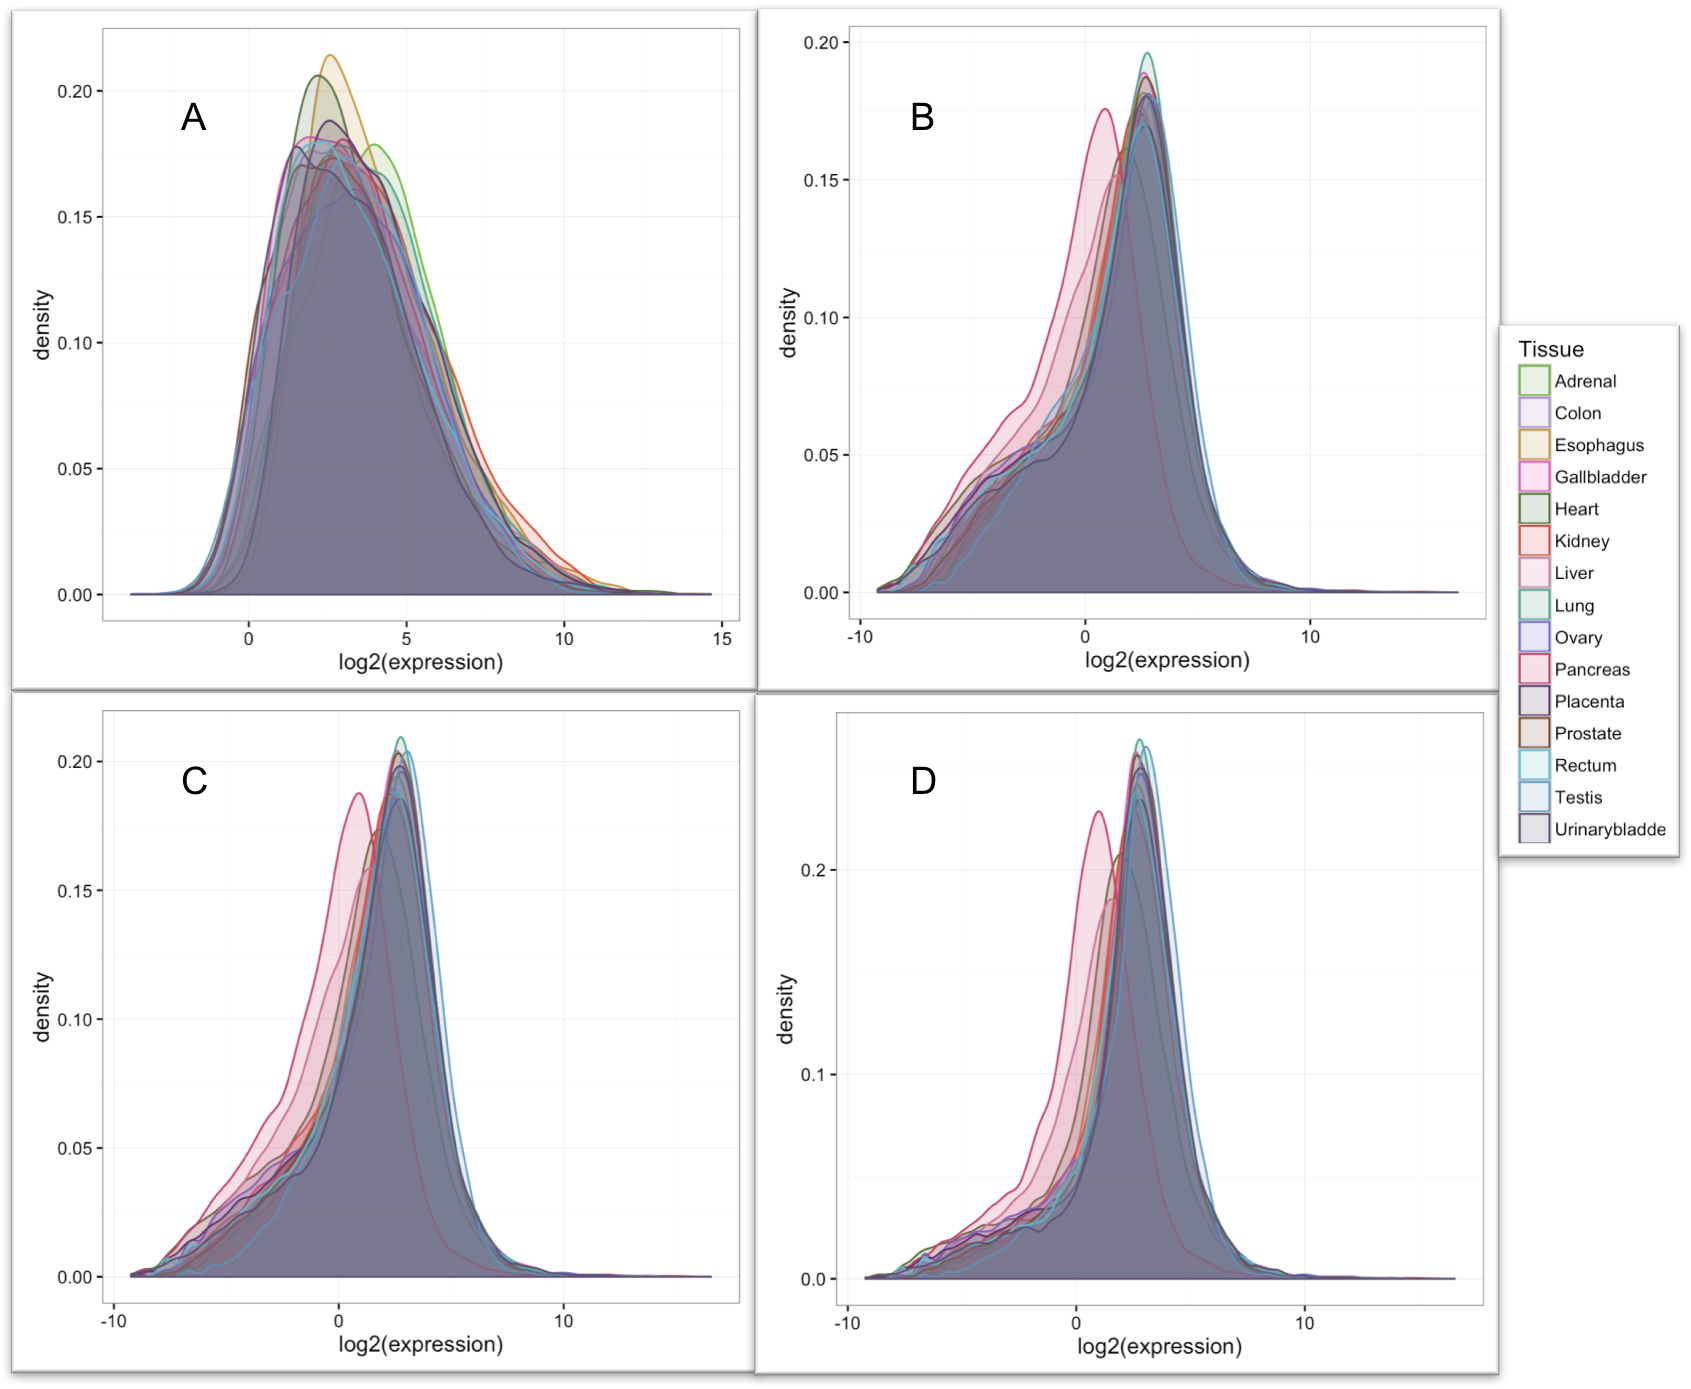 A
0.20
0.15
0.10
0.05
0.00
density
0
5
10
15
log2(expression)
B
0.20
0.15
0.10
0.05
0.00
density
-10
0
10
log2(expression)
C
0.20
0.15
0.10
0.05
0.00
density
-10
0
10
log2(expression)
D
0.2
0.1
0.0
density
-10
0
10
log2(expression)
Tissue
Adrenal
Colon
Esophagus
Gallbladder
Heart
Kidney
Liver
Lung
Ovary
Pancreas
Placenta
Prostate
Rectum
Testis
Urinarybladde